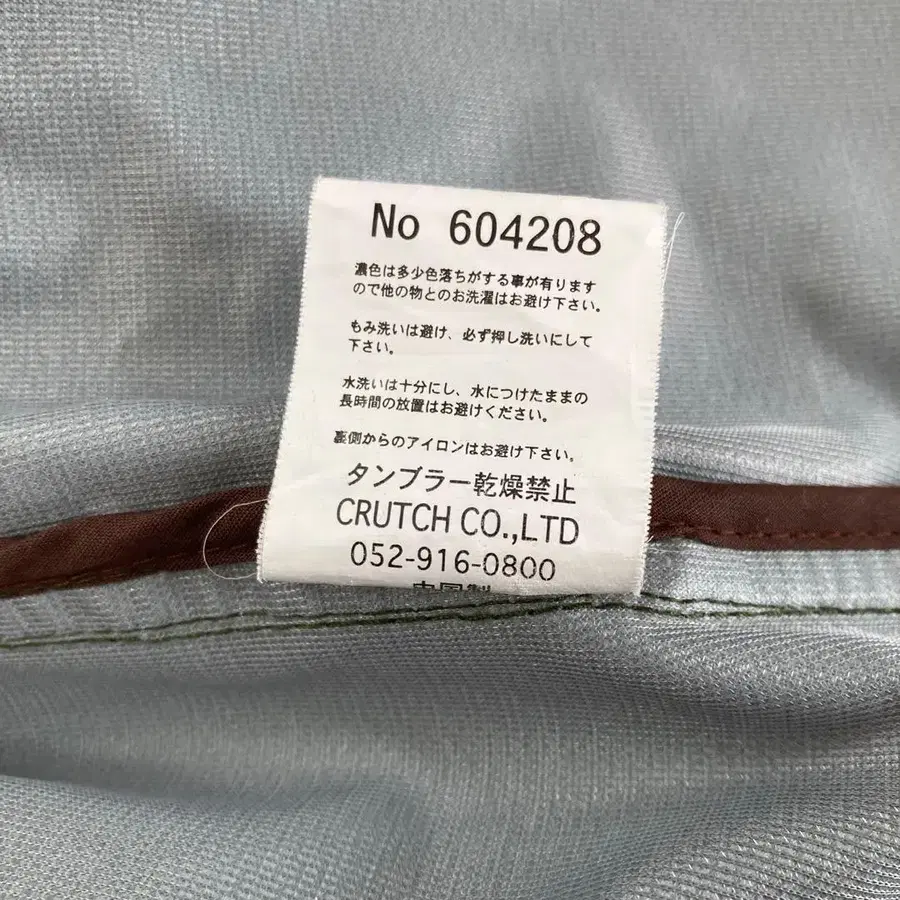 No 604208
濃色は多少色落ちがする事が有ります
ので他の物とのお洗濯はお避け下さい。
もみ洗いは避け、必ず押し洗いにして
下さい。
水洗いは十分にし、水につけたままの
長時間の放置はお避けください。
裏側からのアイロンはお避け下さい。
タンブラー乾燥禁止
CRUTCH CO.,LTD
052-916-0800
中国製